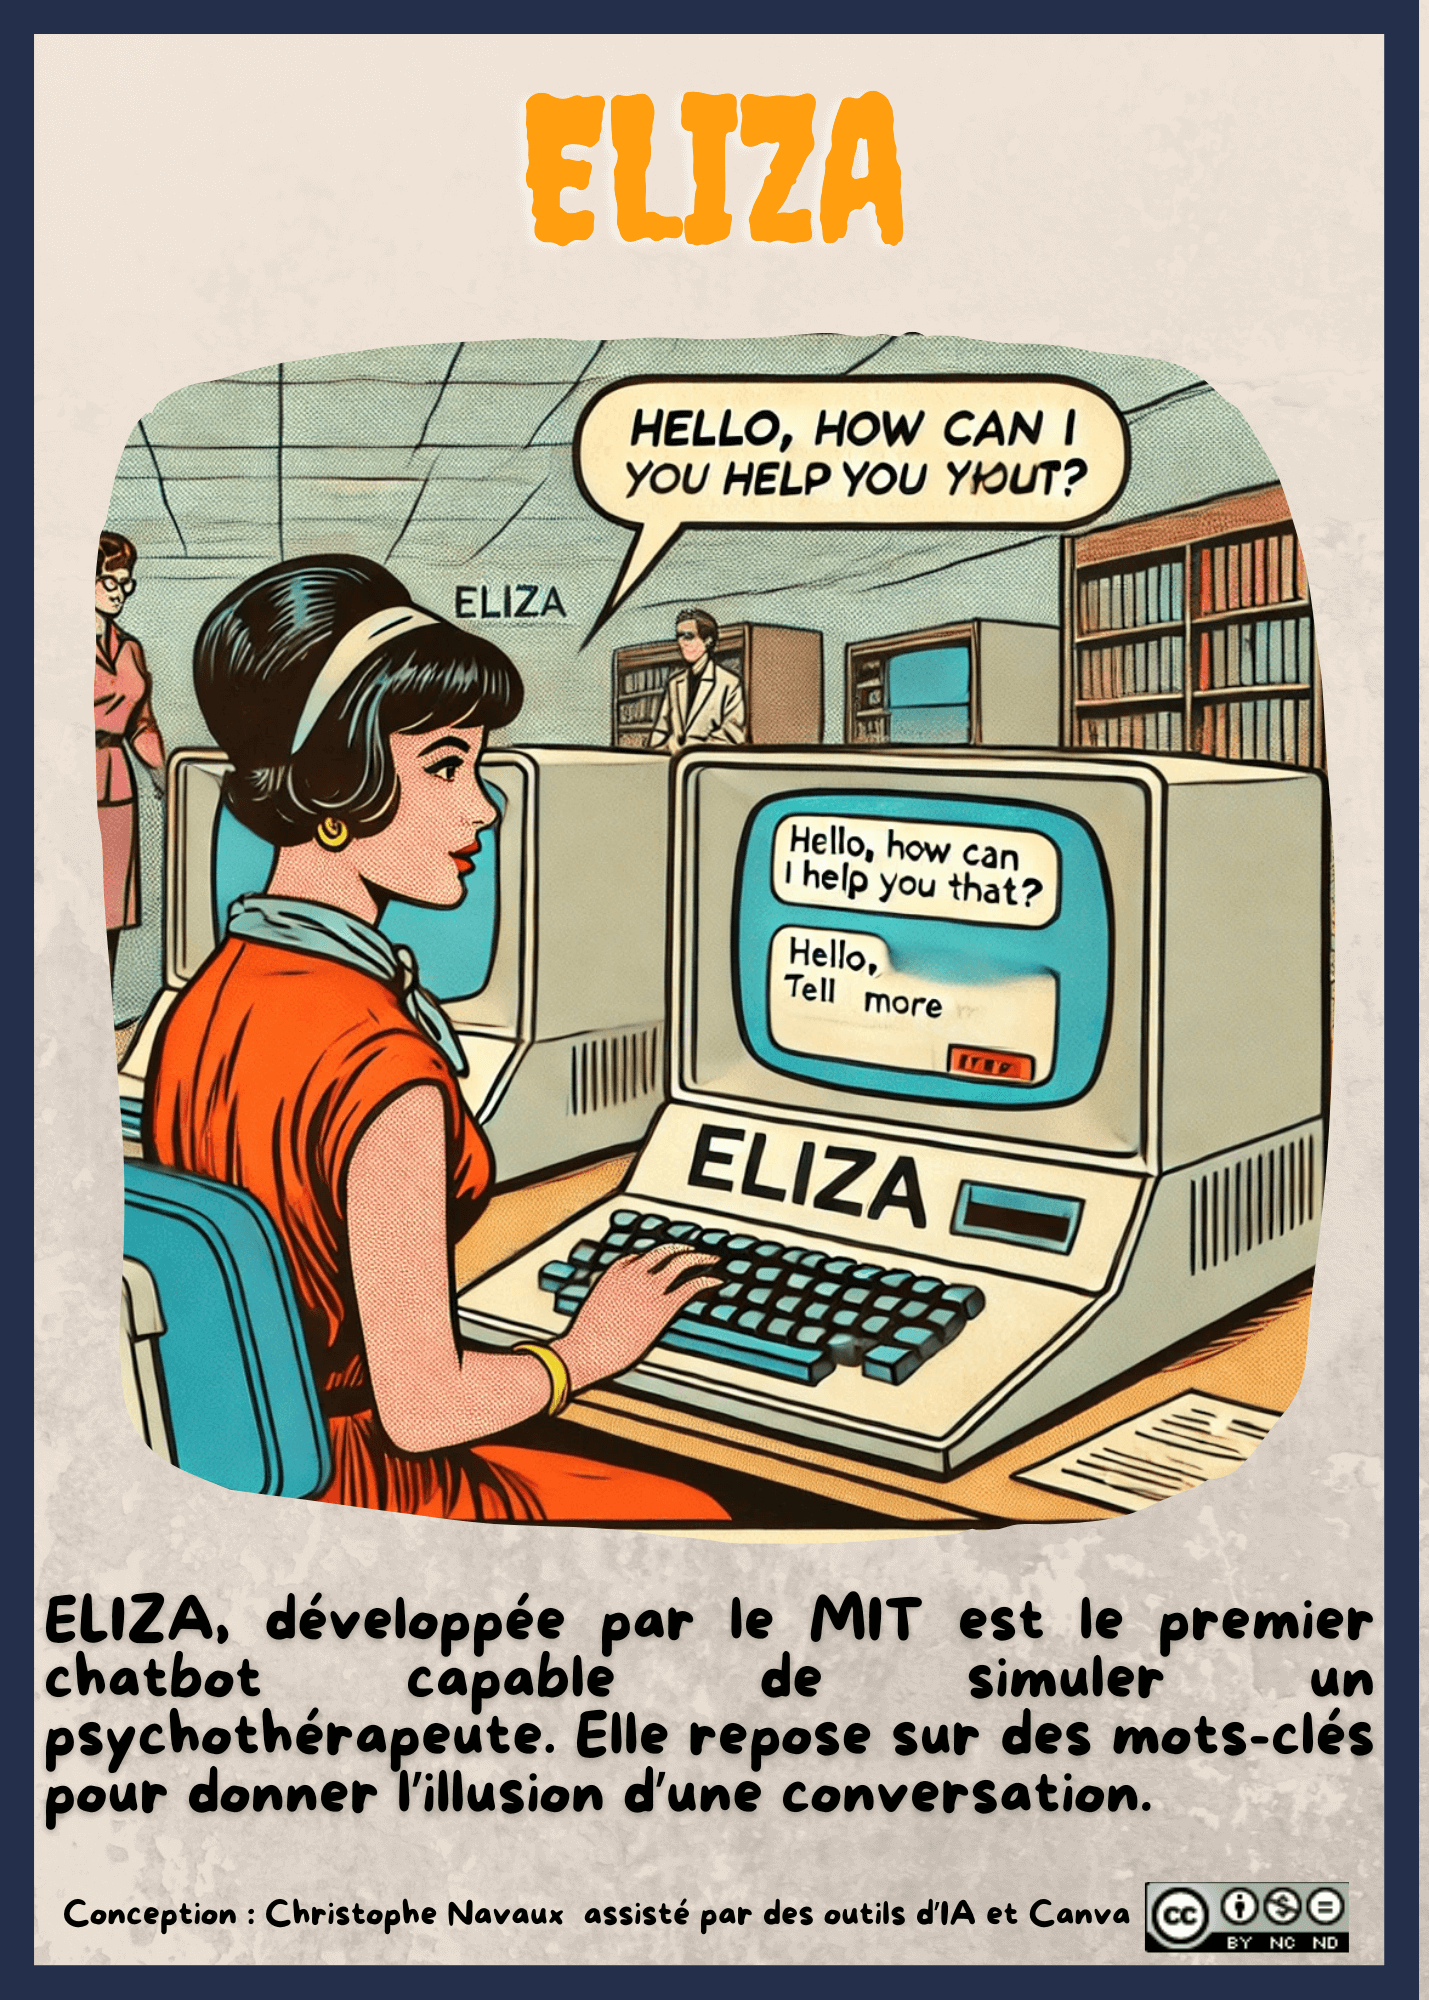 ELIZA
HELLO, HOW CAN I
YOU HELP YOU
ELIZA
Hello, how can
I help you that?
Hello,
Tell more
ELIZA
ELIZA, développée par le MIT est le premier
chatbot capable de simuler un
psychothérapeute. Elle repose sur des mots-clés
pour donner l'illusion d'une conversation.
Conception : Christophe Navaux assisté par des outils d'IA et Canva
cc
BY NC ND